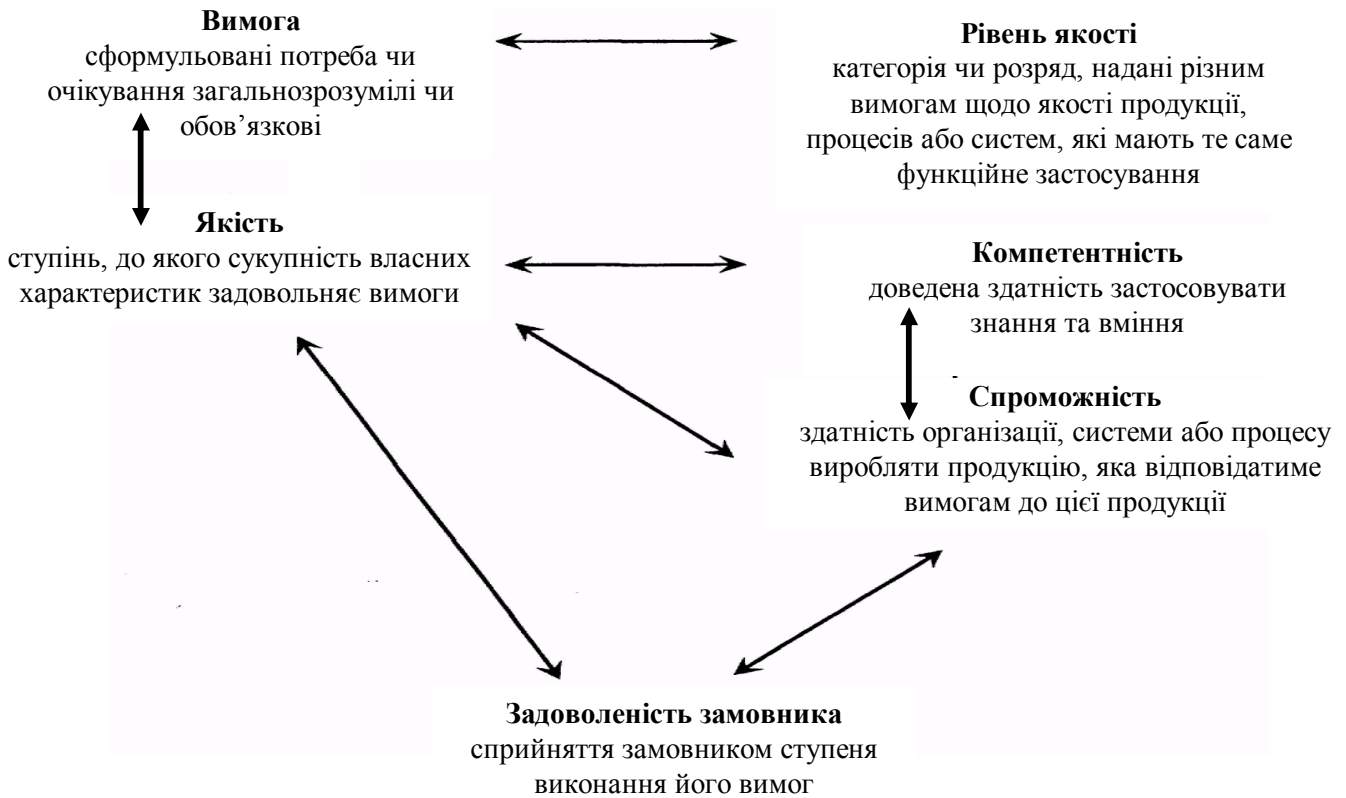 Вимога
сформульовані потреба чи
очікування загальнозрозумілі чи
обов’язкові
Рівень якості
категорія чи розряд, надані різним
вимогам щодо якості продукції,
процесів або систем, які мають те саме
функційне застосування
Якість
ступінь, до якого сукупність власних
характеристик задовольняє вимоги
Компетентність
доведена здатність застосовувати
знання та вміння
Спроможність
здатність організації, системи або процесу
виробляти продукцію, яка відповідатиме
вимогам до цієї продукції
Задоволеність замовника
сприйняття замовником ступеня
виконання його вимог